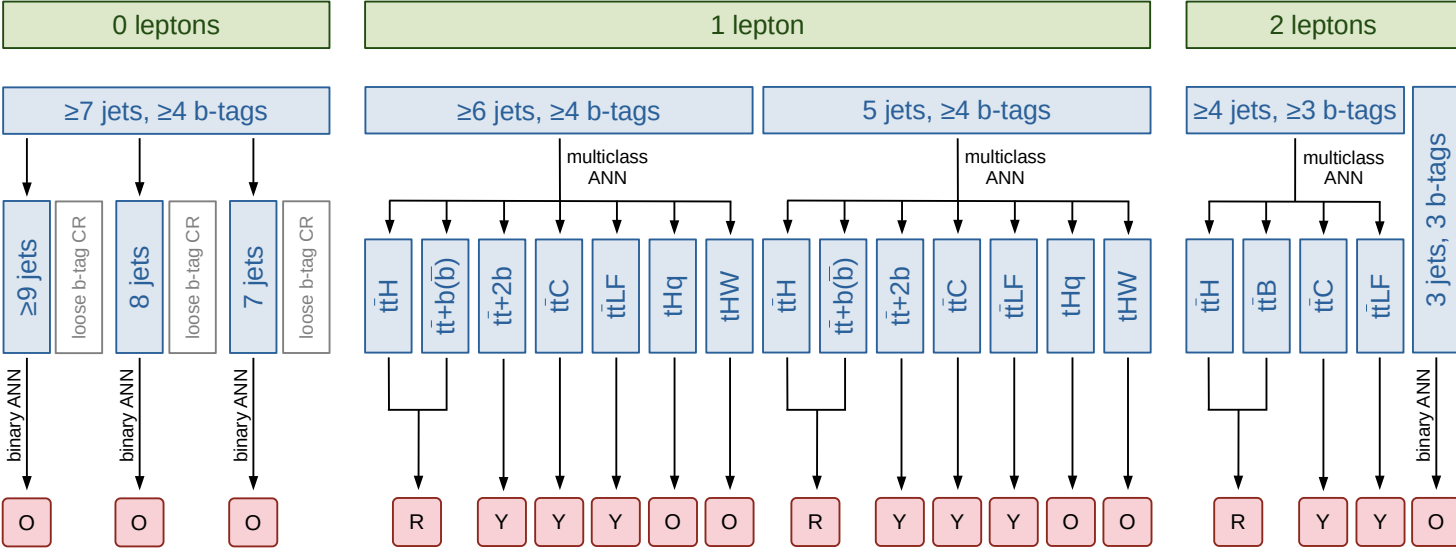 0 leptons
1 lepton
2 leptons
≥7 jets, ≥4 b-tags
≥6 jets, ≥4 b-tags
5 jets, ≥4 b-tags
≥4 jets, ≥3 b-tags
3 jets, 3 b-tags
multiclass
ANN
multiclass
ANN
multiclass
ANN
≥9 jets
loose b-tag CR
8 jets
loose b-tag CR
7 jets
loose b-tag CR
tt̄H
tt̄+b(b̄)
tt̄+2b
tt̄C
tt̄LF
tHq
tHW
tt̄H
tt̄+b(b̄)
tt̄+2b
tt̄C
tt̄LF
tHq
tHW
tt̄H
tt̄B
tt̄C
tt̄LF
binary ANN
binary ANN
binary ANN
binary ANN
O
O
O
R
Y
Y
Y
O
O
R
Y
Y
Y
O
O
R
Y
Y
O